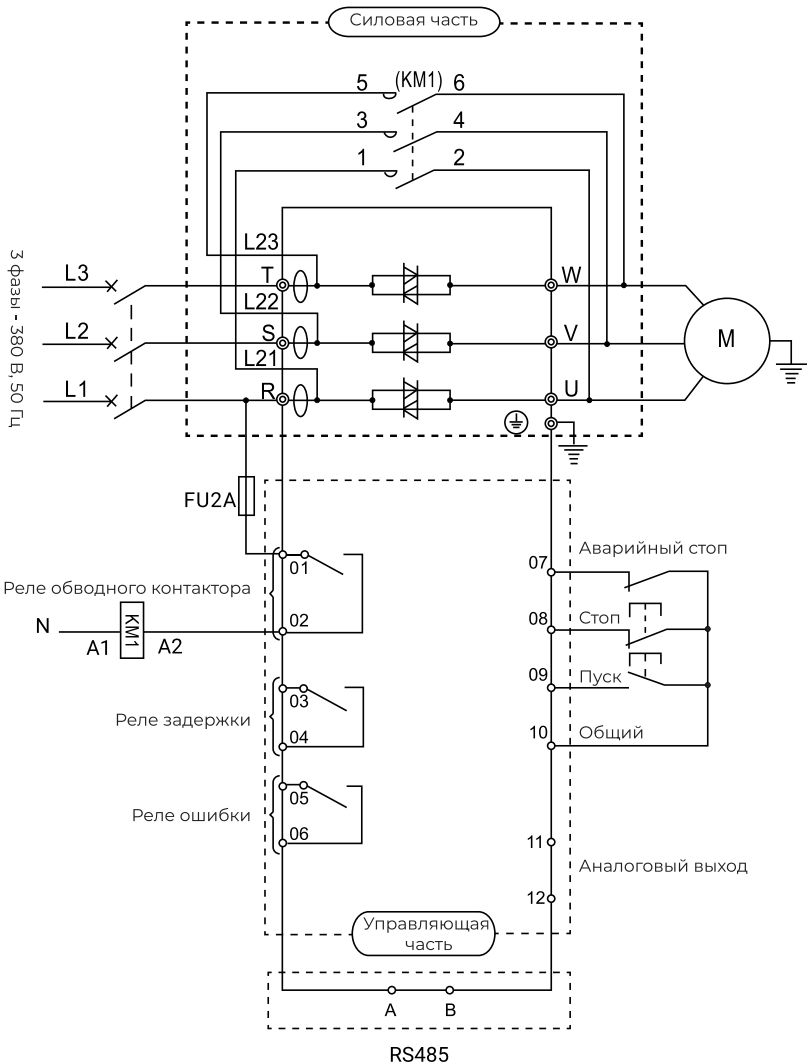 Силовая часть
5 (KM1) 6
3 4
1 2
L23
L3 T W
L22
L2 S V M
L21
L1 R U
3 фазы - 380 В, 50 Гц
FU2A
07 Аварийный стоп
01
Реле обводного контактора
08 Стоп
02
N A1 KM1 A2
09 Пуск
03
Реле задержки
04
10 Общий
05
Реле ошибки
06
11
Аналоговый выход
12
Управляющая
часть
A B
RS485